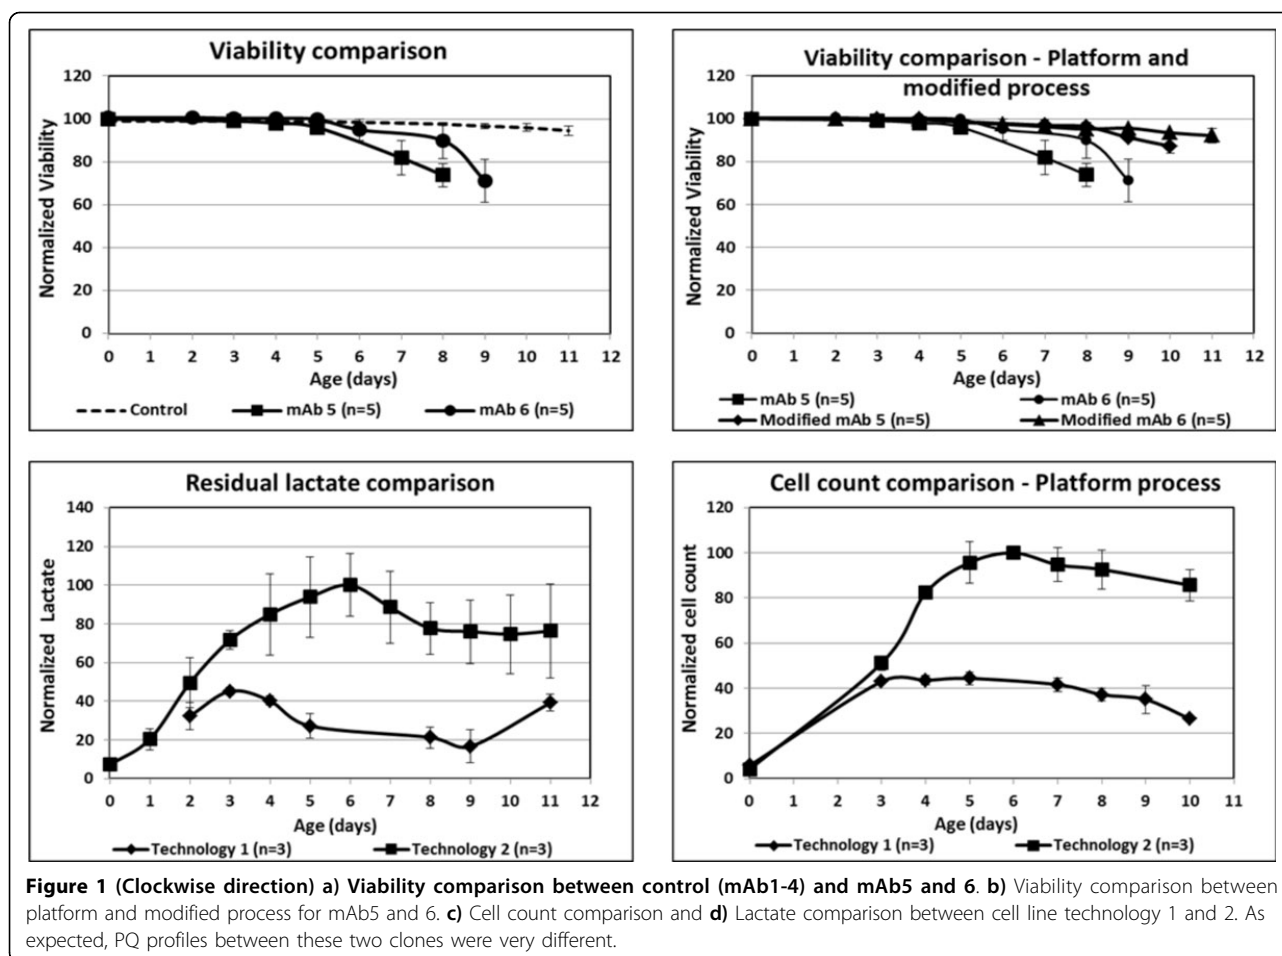 Viability comparison
120
100
80
60
40
20
0
Normalized Viability
0 1 2 3 4 5 6 7 8 9 10 11 12
Age (days)
Control mAb 5 (n=5) mAb 6 (n=5)
Viability comparison - Platform and
modified process
120
100
80
60
40
20
0
Normalized Viability
0 1 2 3 4 5 6 7 8 9 10 11 12
Age (days)
mAb 5 (n=5) mAb 6 (n=5)
Modified mAb 5 (n=5) Modified mAb 6 (n=5)
Residual lactate comparison
140
120
100
80
60
40
20
0
Normalized Lactate
0 1 2 3 4 5 6 7 8 9 10 11 12
Age (days)
Technology 1 (n=3) Technology 2 (n=3)
Cell count comparison - Platform process
120
100
80
60
40
20
0
Normalized cell count
0 1 2 3 4 5 6 7 8 9 10 11
Age (days)
Technology 1 (n=3) Technology 2 (n=3)
Figure 1 (Clockwise direction) a) Viability comparison between control (mAb1-4) and mAb5 and 6. b) Viability comparison between
platform and modified process for mAb5 and 6. c) Cell count comparison and d) Lactate comparison between cell line technology 1 and 2. As
expected, PQ profiles between these two clones were very different.